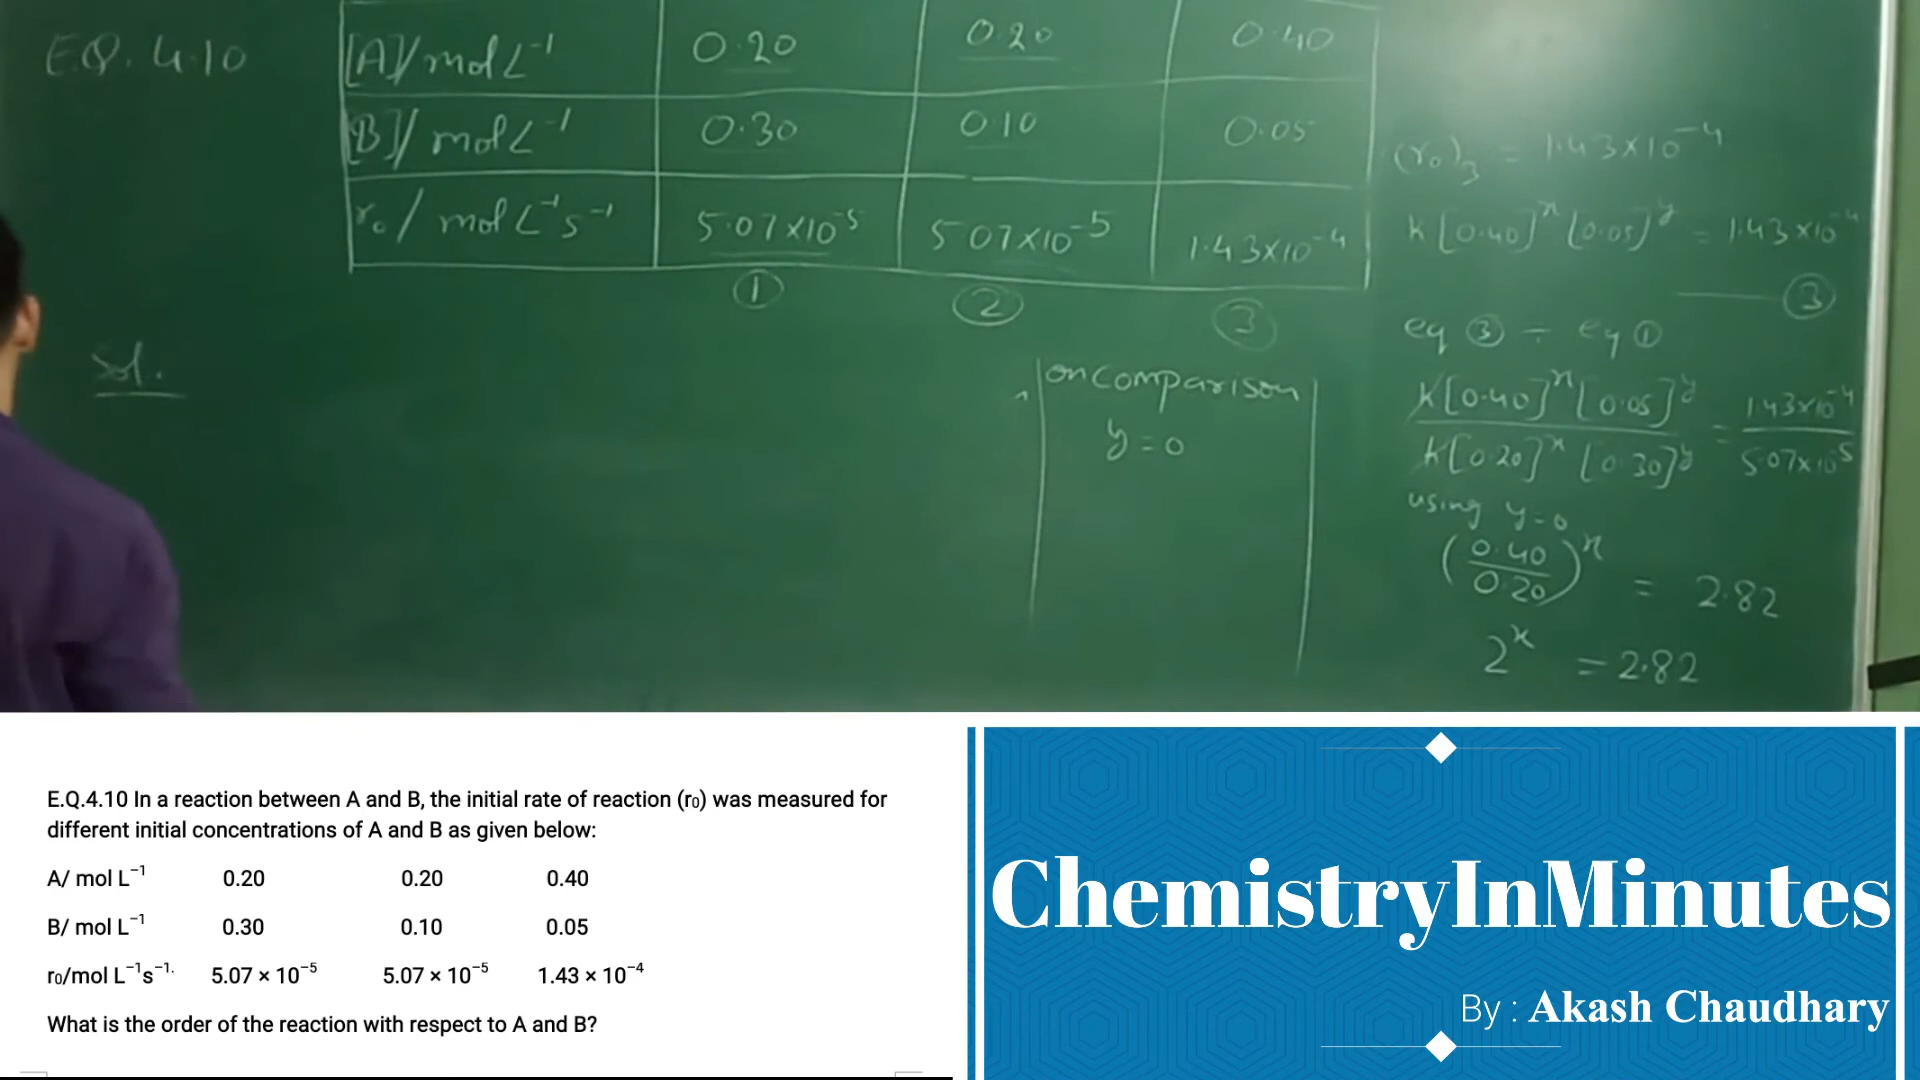 E.Q. 4.10
[A]/mol L⁻¹ 0.20 0.20 0.40
[B]/ mol L⁻¹ 0.30 0.10 0.05
r₀/ mol L⁻¹s⁻¹ 5.07×10⁻⁵ 5.07×10⁻⁵ 1.43×10⁻⁴
① ② ③
Sol.
on comparison
y = 0
(r₀)₃ = 1.43×10⁻⁴
K[0.40]ˣ [0.05]ʸ = 1.43×10⁻⁴
③
eq ③ ÷ eq ①
K[0.40]ˣ [0.05]ʸ / K[0.20]ˣ [0.30]ʸ = 1.43×10⁻⁴ / 5.07×10⁻⁵
using y=0
(0.40 / 0.20)ˣ = 2.82
2ˣ = 2.82
E.Q.4.10 In a reaction between A and B, the initial rate of reaction (r₀) was measured for
different initial concentrations of A and B as given below:
A/ mol L⁻¹ 0.20 0.20 0.40
B/ mol L⁻¹ 0.30 0.10 0.05
r₀/mol L⁻¹s⁻¹· 5.07 × 10⁻⁵ 5.07 × 10⁻⁵ 1.43 × 10⁻⁴
What is the order of the reaction with respect to A and B?
ChemistryInMinutes
By : Akash Chaudhary